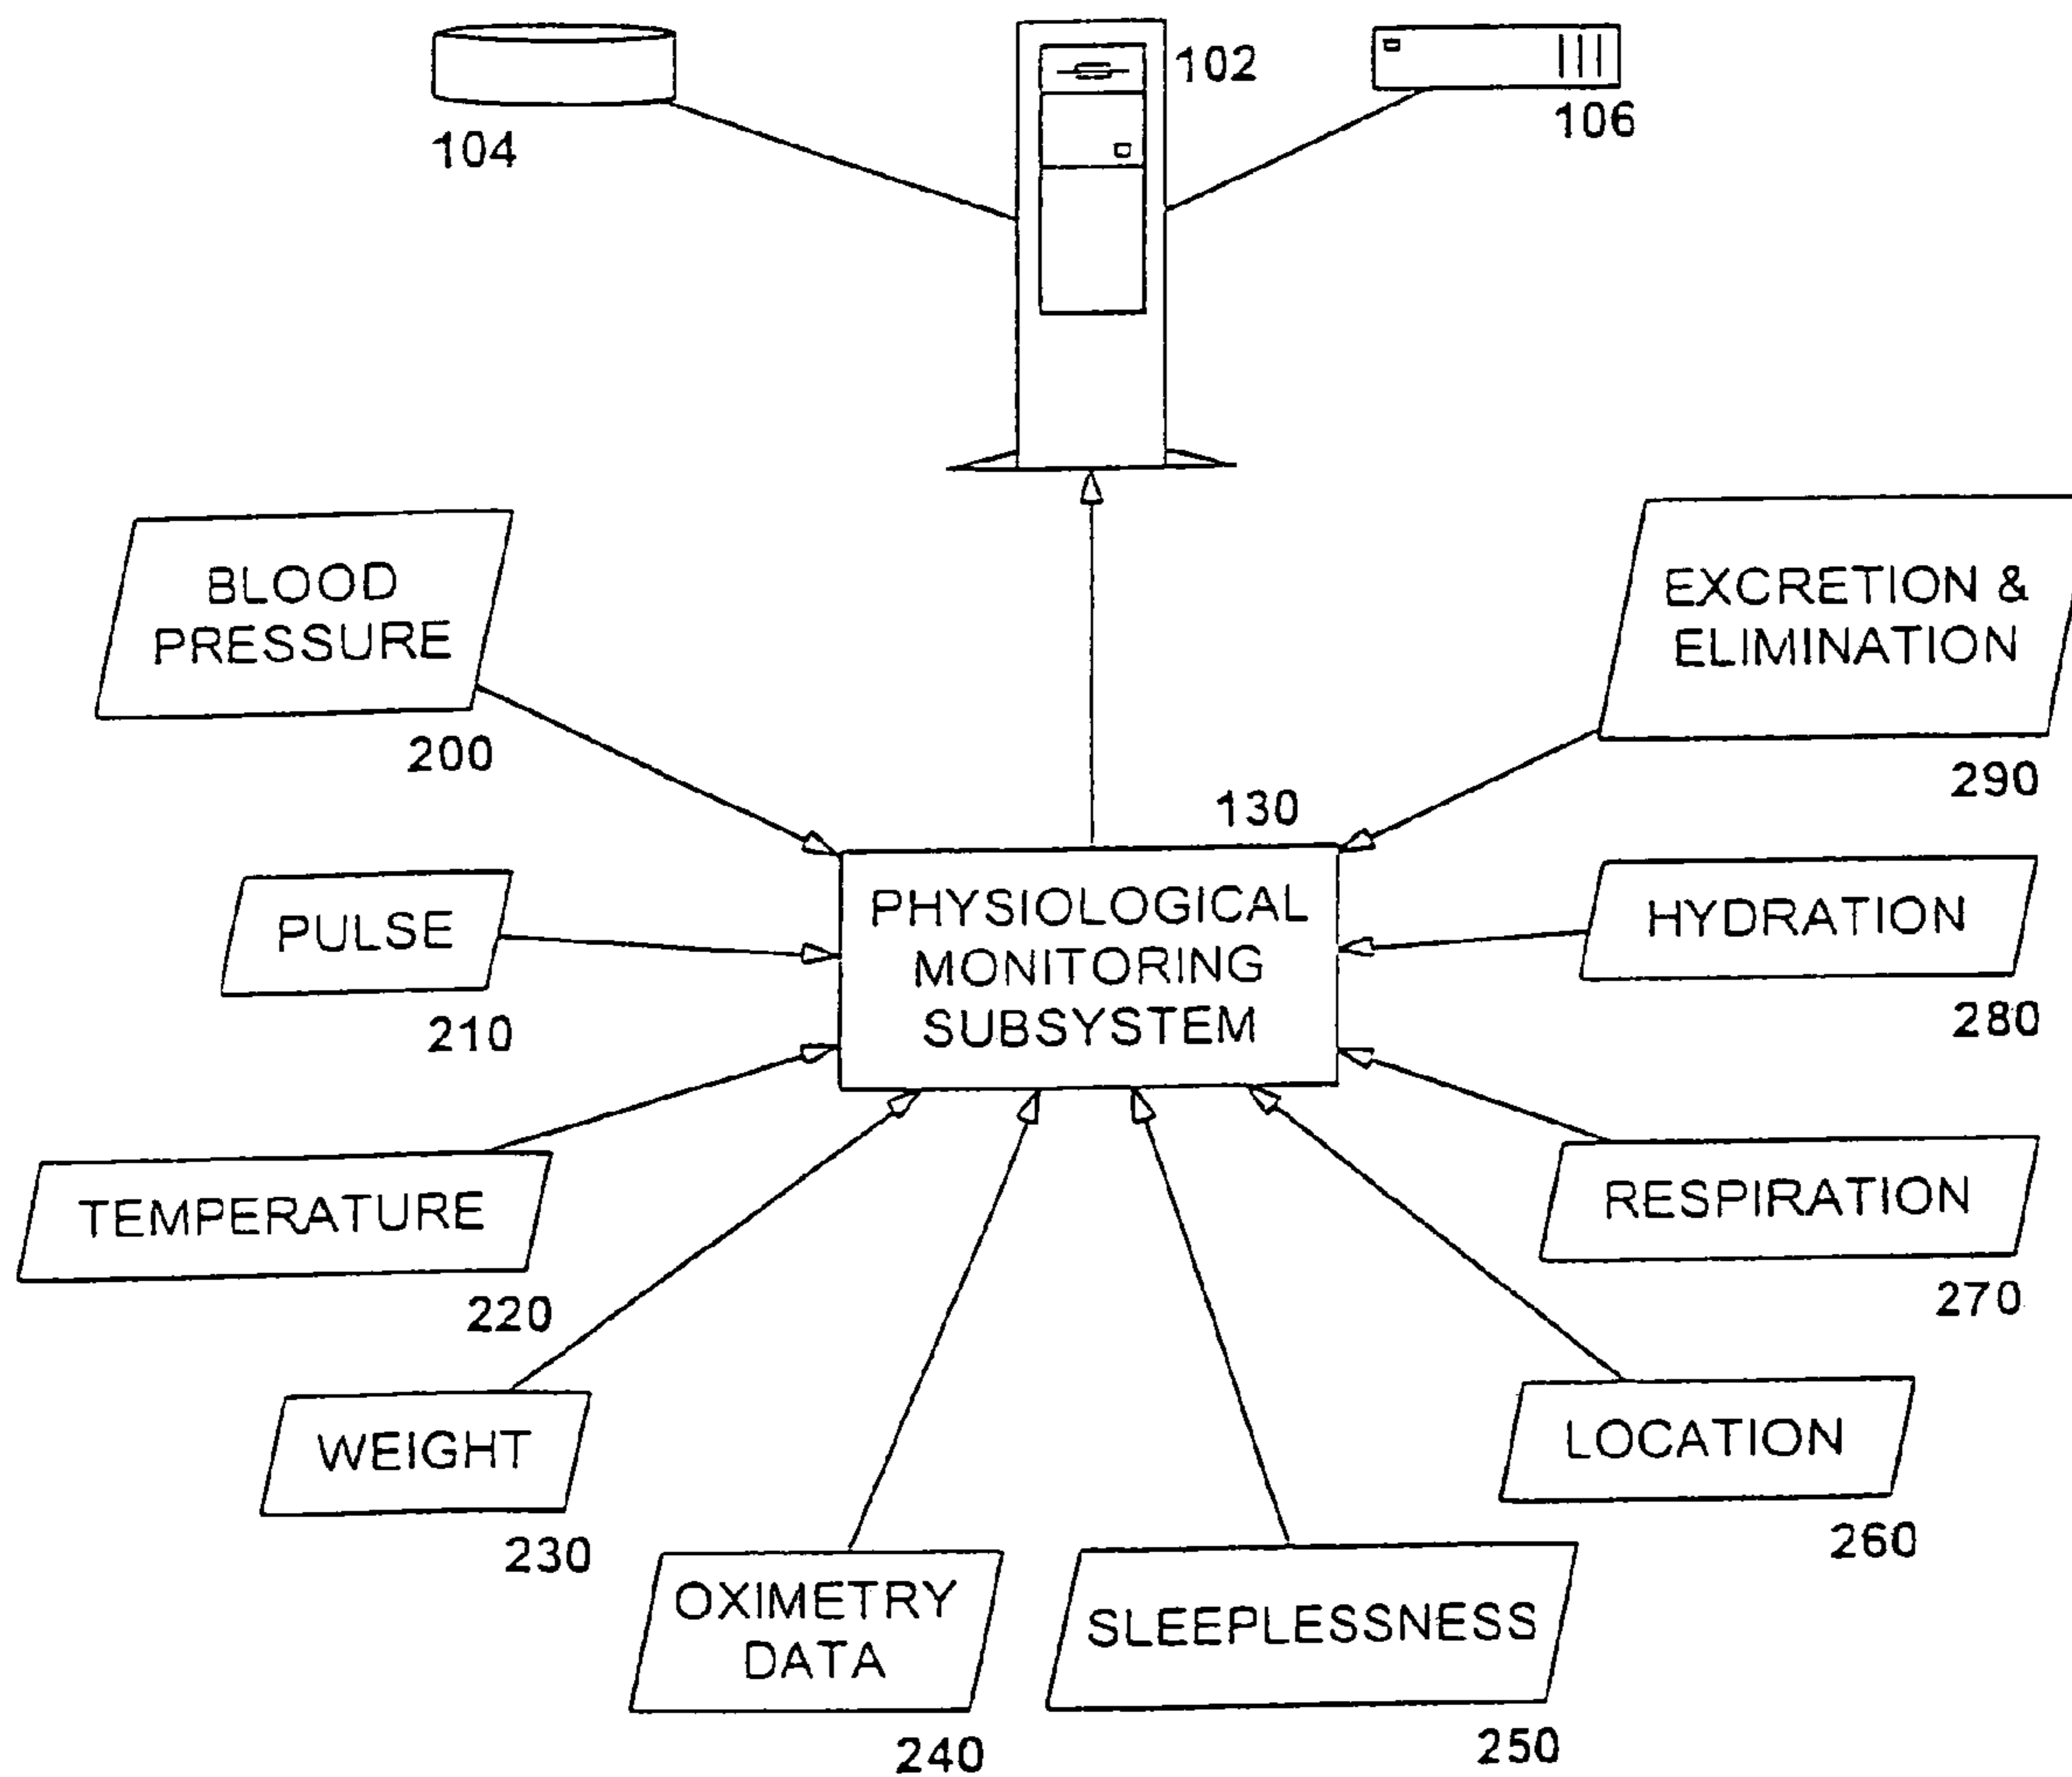 102
104
106
BLOOD
PRESSURE
200
EXCRETION &
ELIMINATION
290
130
PHYSIOLOGICAL
MONITORING
SUBSYSTEM
PULSE
210
HYDRATION
280
TEMPERATURE
220
RESPIRATION
270
WEIGHT
230
LOCATION
260
OXIMETRY
DATA
240
SLEEPLESSNESS
250